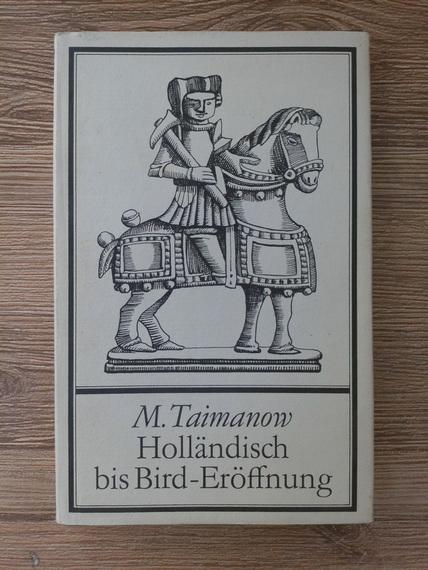 M. Taimanow
Holländisch
bis Bird-Eröffnung